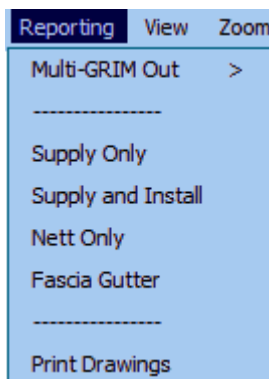 Reporting View Zoom
Multi-GRIM Out >
----------------
Supply Only
Supply and Install
Nett Only
Fascia Gutter
----------------
Print Drawings